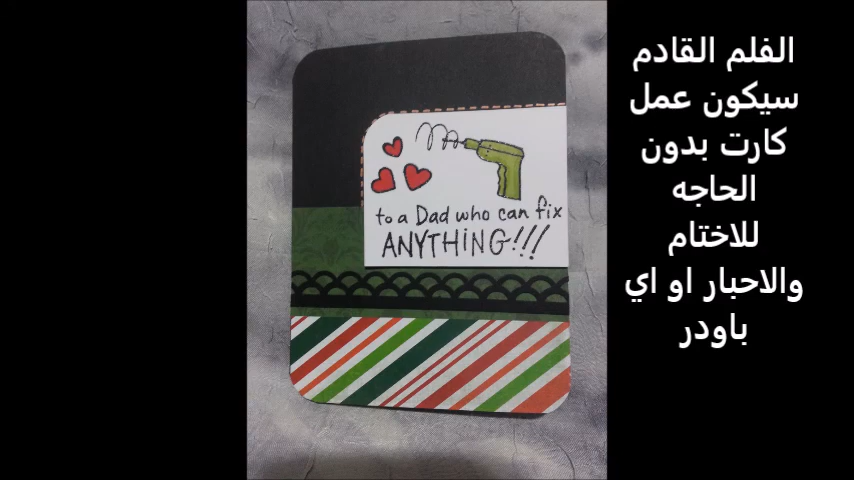 to a Dad who can fix
ANYTHING!!!
الفلم القادم
سيكون عمل
كارت بدون
الحاجه
للاختام
والاحبار او اي
باودر